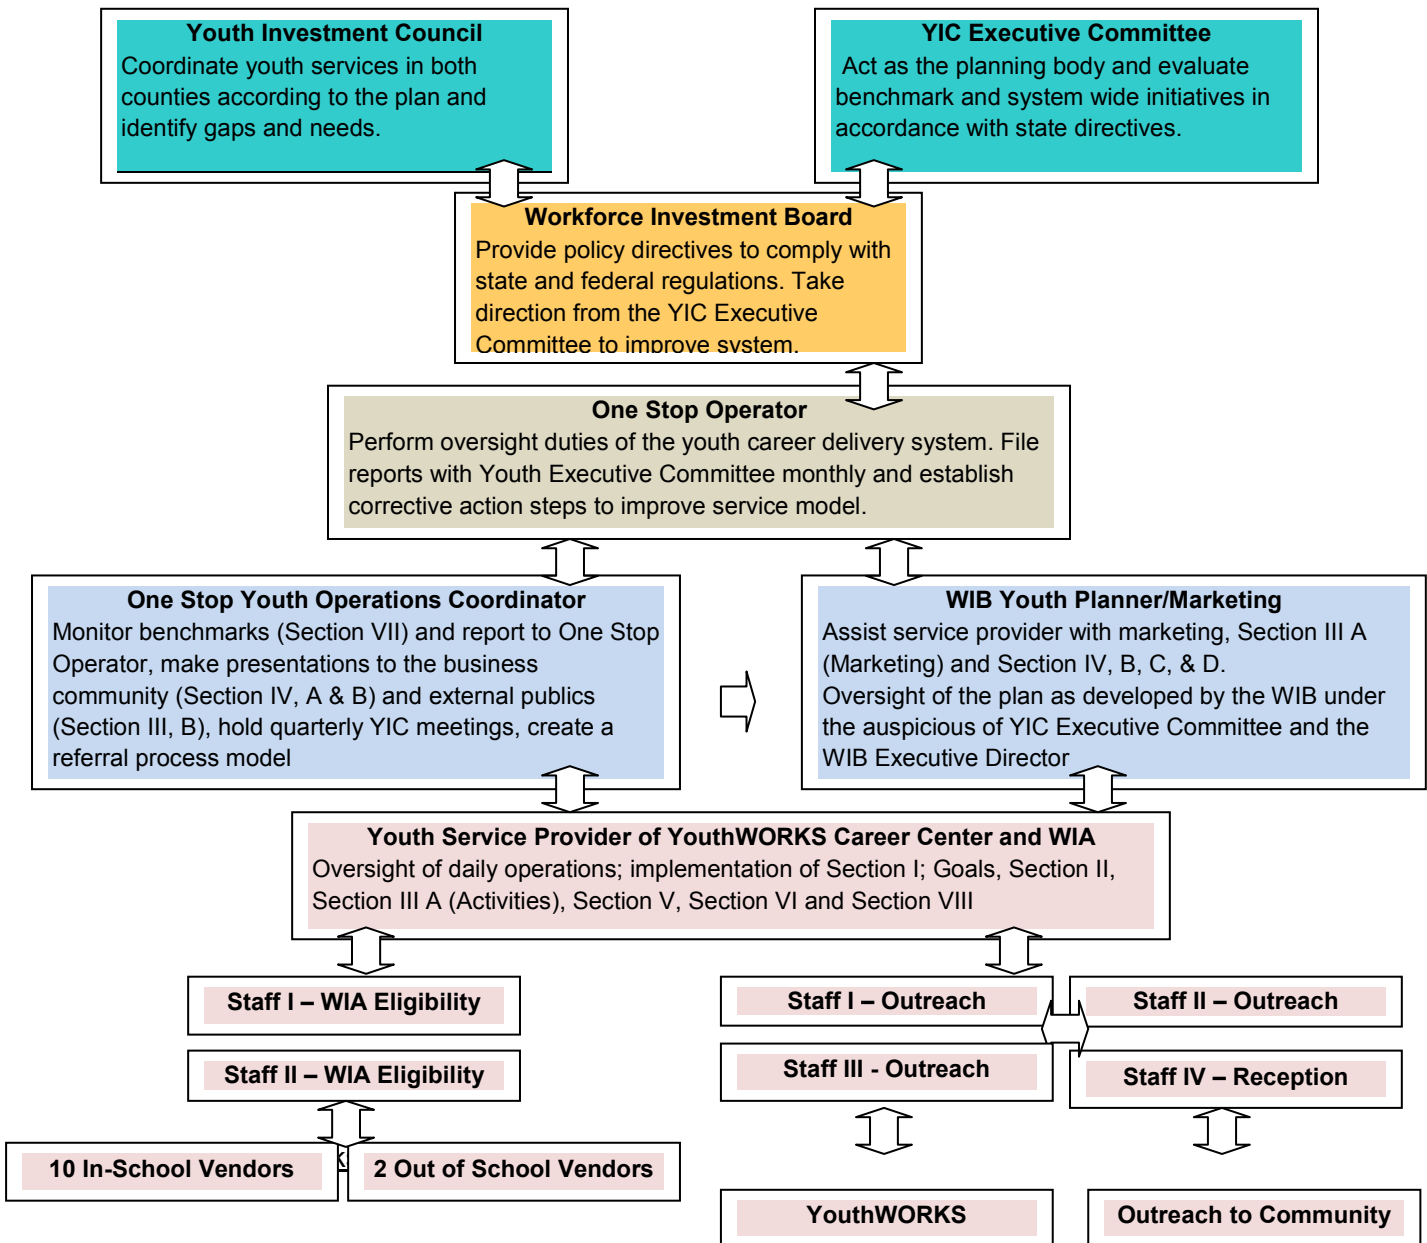 Youth Investment Council
Coordinate youth services in both
counties according to the plan and
identify gaps and needs.
YIC Executive Committee
Act as the planning body and evaluate
benchmark and system wide initiatives in
accordance with state directives.
Workforce Investment Board
Provide policy directives to comply with
state and federal regulations. Take
direction from the YIC Executive
Committee to improve system.
One Stop Operator
Perform oversight duties of the youth career delivery system. File
reports with Youth Executive Committee monthly and establish
corrective action steps to improve service model.
One Stop Youth Operations Coordinator
Monitor benchmarks (Section VII) and report to One Stop
Operator, make presentations to the business
community (Section IV, A & B) and external publics
(Section III, B), hold quarterly YIC meetings, create a
referral process model
WIB Youth Planner/Marketing
Assist service provider with marketing, Section III A
(Marketing) and Section IV, B, C, & D.
Oversight of the plan as developed by the WIB under
the auspicious of YIC Executive Committee and the
WIB Executive Director
Youth Service Provider of YouthWORKS Career Center and WIA
Oversight of daily operations; implementation of Section I; Goals, Section II,
Section III A (Activities), Section V, Section VI and Section VIII
Staff I – WIA Eligibility
Staff II – WIA Eligibility
10 In-School Vendors
2 Out of School Vendors
Staff I – Outreach
Staff II – Outreach
Staff III - Outreach
Staff IV – Reception
YouthWORKS
Outreach to Community